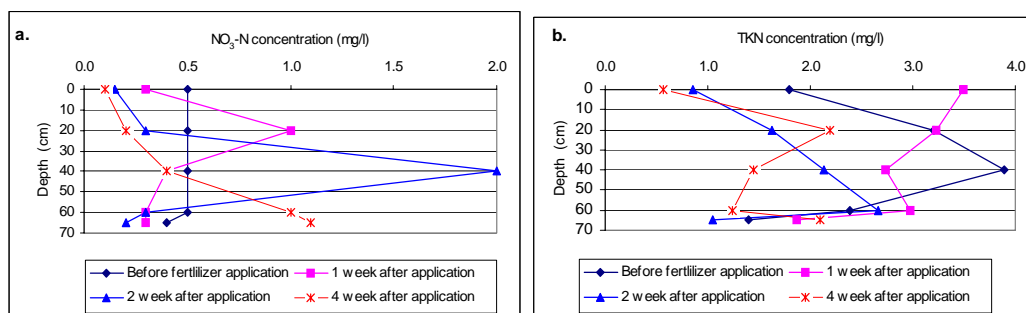 a.
NO3-N concentration (mg/l)
0.0 0.5 1.0 1.5 2.0
0
10
20
30
40
50
60
70
Depth (cm)
Before fertlilizer application
1 week after application
2 week after application
4 week after application
b.
TKN concentration (mg/l)
0.0 1.0 2.0 3.0 4.0
0
10
20
30
40
50
60
70
Depth (cm)
Before fertlilizer application
1 week after application
2 week after application
4 week after application